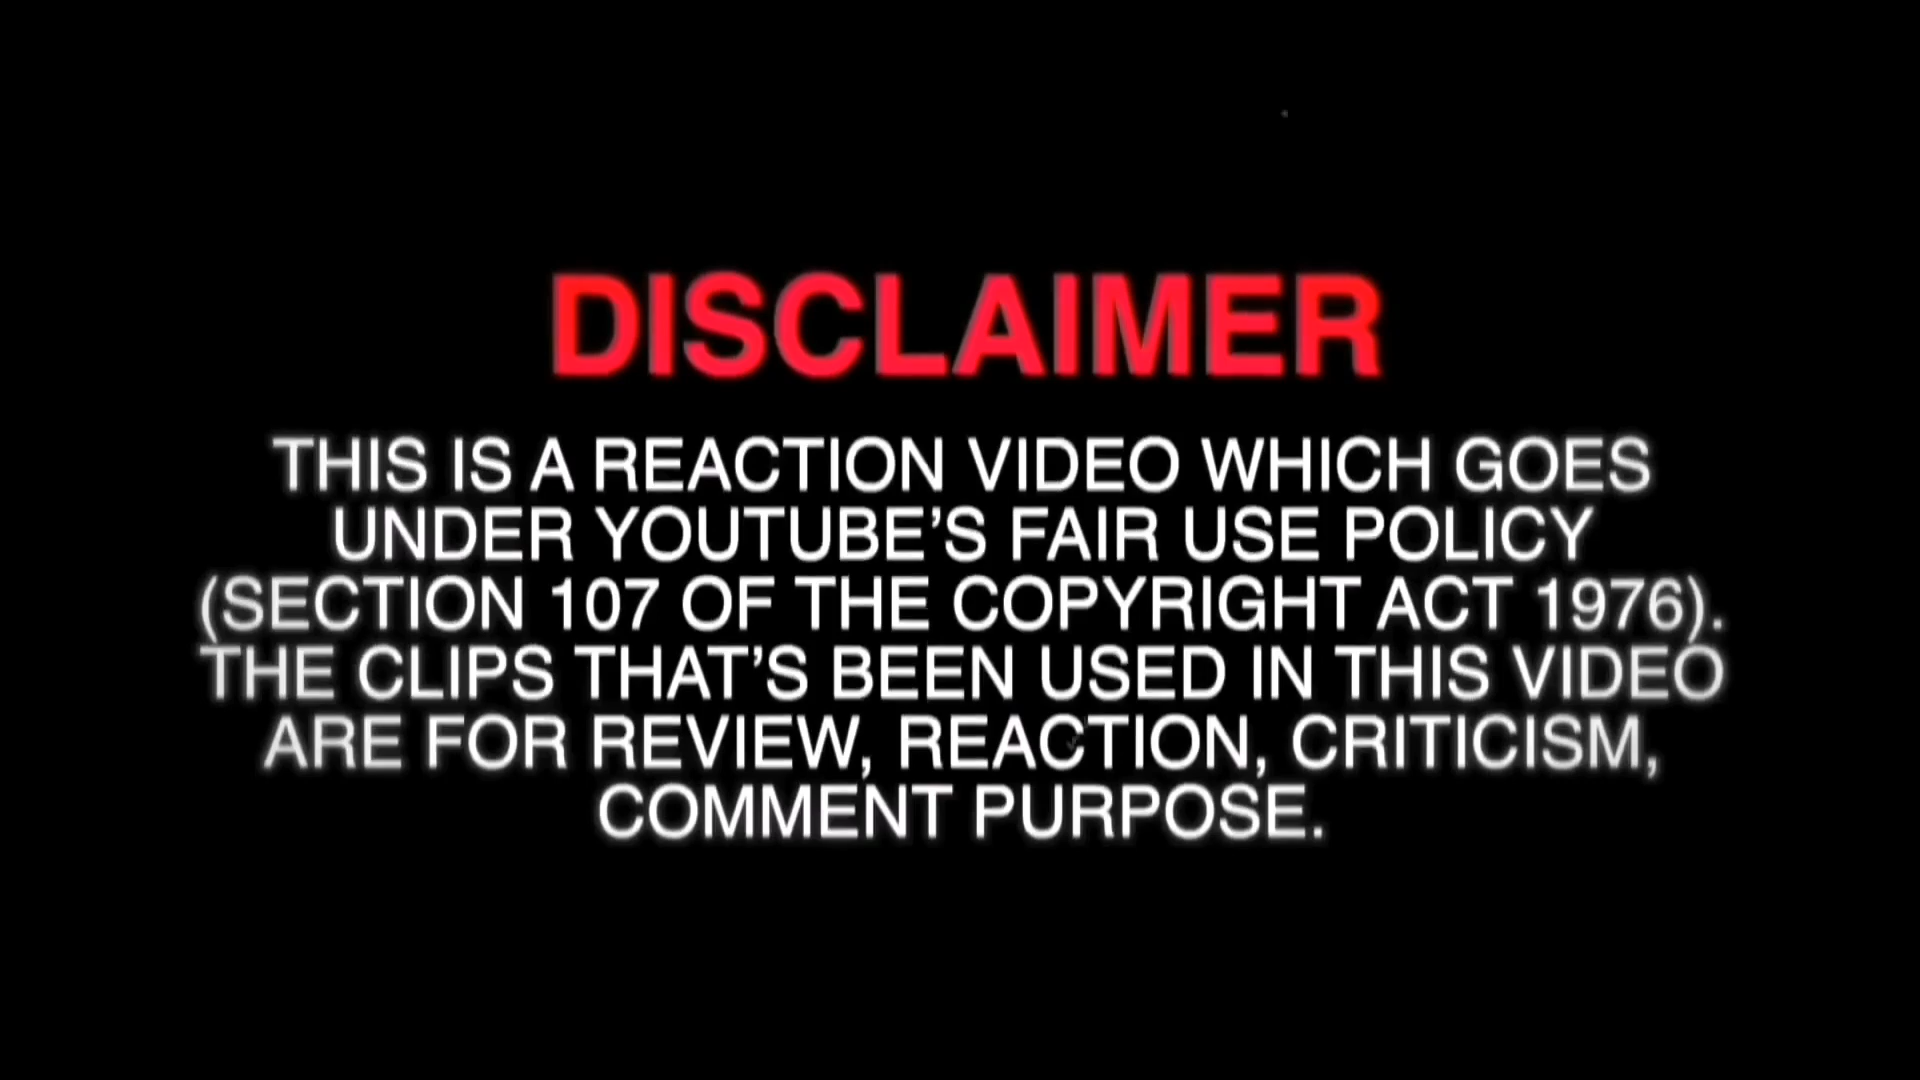 DISCLAIMER
THIS IS A REACTION VIDEO WHICH GOES
UNDER YOUTUBE’S FAIR USE POLICY
(SECTION 107 OF THE COPYRIGHT ACT 1976).
THE CLIPS THAT’S BEEN USED IN THIS VIDEO
ARE FOR REVIEW, REACTION, CRITICISM,
COMMENT PURPOSE.